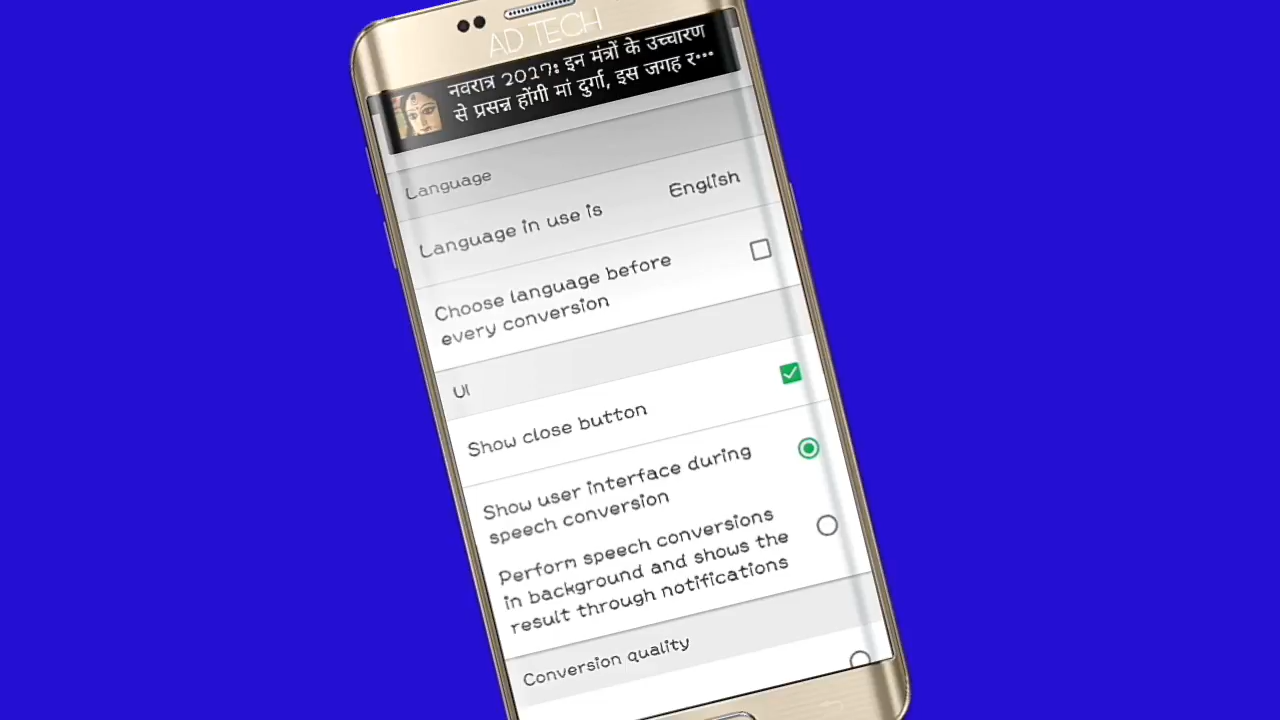 AD TECH
नवरात्र 2017: इन मंत्रों के उच्चारण
से प्रसन्न होंगी मां दुर्गा, इस जगह र...
Language
Language in use is English
Choose language before
every conversion
UI
Show close button
Show user interface during
speech conversion
Perform speech conversions
in background and shows the
result through notifications
Conversion quality